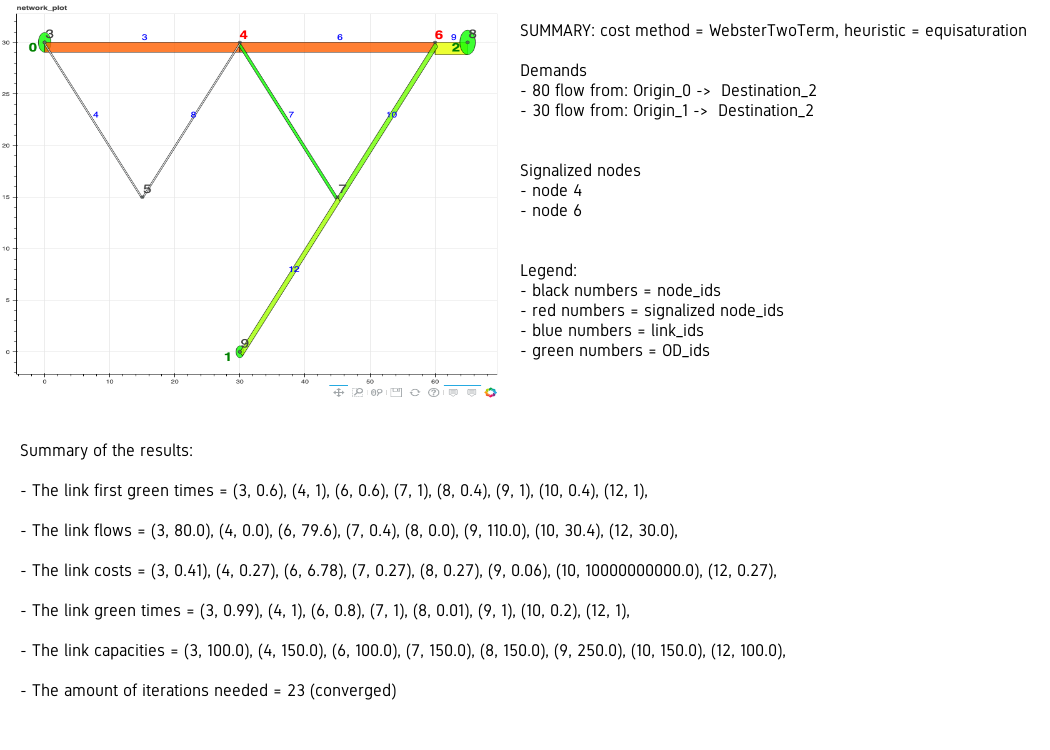 network_plot
30
25
20
15
10
5
0
0
10
20
30
40
50
60
0
3
3
4
6
6
9
2
8
4
8
7
10
5
7
12
9
1
SUMMARY: cost method = WebsterTwoTerm, heuristic = equisaturation
Demands
- 80 flow from: Origin_0 -> Destination_2
- 30 flow from: Origin_1 -> Destination_2
Signalized nodes
- node 4
- node 6
Legend:
- black numbers = node_ids
- red numbers = signalized node_ids
- blue numbers = link_ids
- green numbers = OD_ids
Summary of the results:
- The link first green times = (3, 0.6), (4, 1), (6, 0.6), (7, 1), (8, 0.4), (9, 1), (10, 0.4), (12, 1),
- The link flows = (3, 80.0), (4, 0.0), (6, 79.6), (7, 0.4), (8, 0.0), (9, 110.0), (10, 30.4), (12, 30.0),
- The link costs = (3, 0.41), (4, 0.27), (6, 6.78), (7, 0.27), (8, 0.27), (9, 0.06), (10, 10000000000.0), (12, 0.27),
- The link green times = (3, 0.99), (4, 1), (6, 0.8), (7, 1), (8, 0.01), (9, 1), (10, 0.2), (12, 1),
- The link capacities = (3, 100.0), (4, 150.0), (6, 100.0), (7, 150.0), (8, 150.0), (9, 250.0), (10, 150.0), (12, 100.0),
- The amount of iterations needed = 23 (converged)